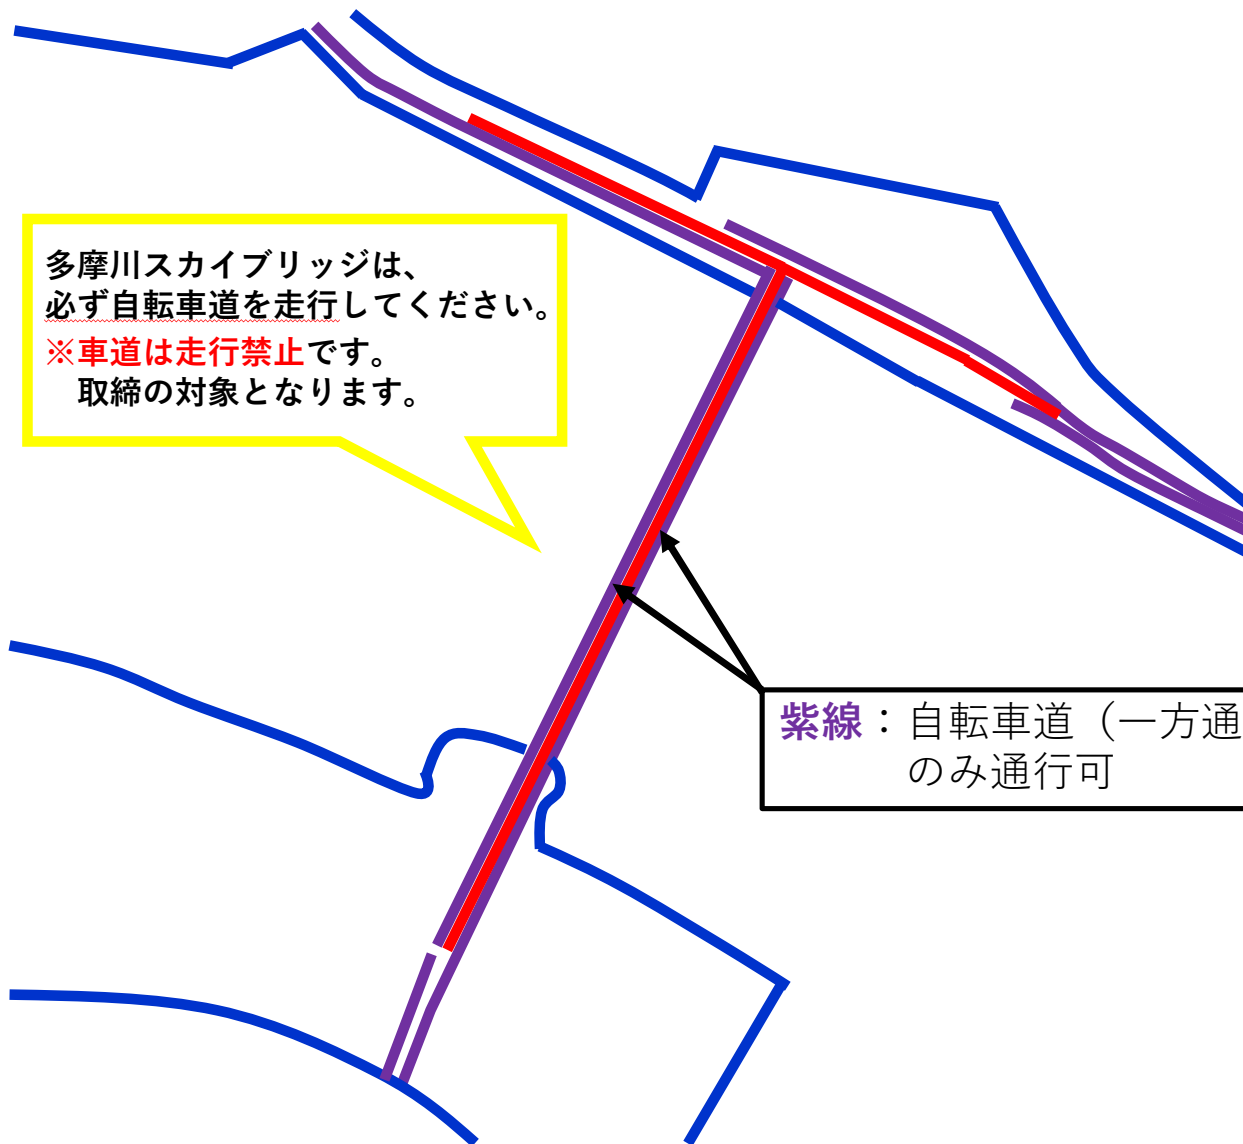 多摩川スカイブリッジは、
必ず自転車道を走行してください。
※車道は走行禁止です。
取締の対象となります。
紫線：自転車道（一方通
のみ通行可